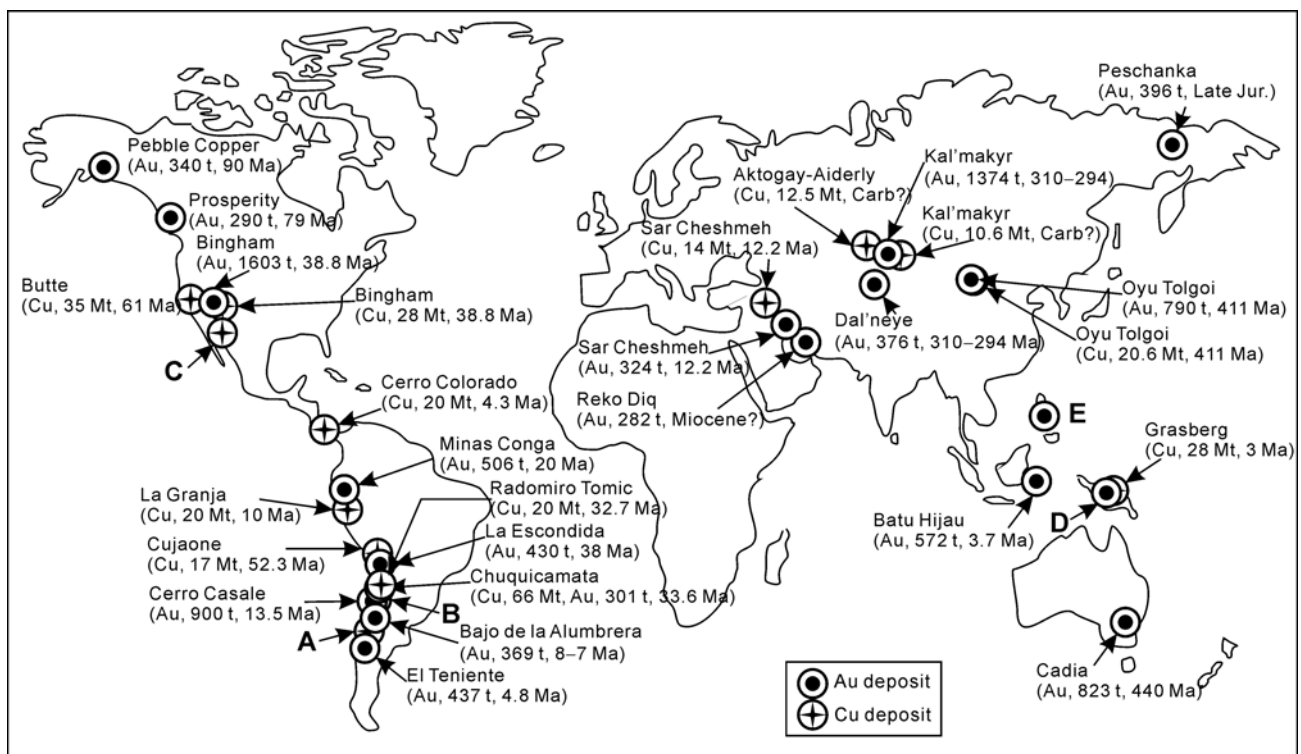 Peschanka
(Au, 396 t, Late Jur.)
Pebble Copper
(Au, 340 t, 90 Ma)
Kal’makyr
(Au, 1374 t, 310–294)
Aktogay-Aiderly
(Cu, 12.5 Mt, Carb?)
Prosperity
(Au, 290 t, 79 Ma)
Kal’makyr
(Cu, 10.6 Mt, Carb?)
Sar Cheshmeh
(Cu, 14 Mt, 12.2 Ma)
Bingham
(Au, 1603 t, 38.8 Ma)
Butte
(Cu, 35 Mt, 61 Ma)
Bingham
(Cu, 28 Mt, 38.8 Ma)
Oyu Tolgoi
(Au, 790 t, 411 Ma)
Dal’neye
(Au, 376 t, 310–294 Ma)
Oyu Tolgoi
(Cu, 20.6 Mt, 411 Ma)
Sar Cheshmeh
(Au, 324 t, 12.2 Ma)
C
Cerro Colorado
(Cu, 20 Mt, 4.3 Ma)
Reko Diq
(Au, 282 t, Miocene?)
E
Minas Conga
(Au, 506 t, 20 Ma)
Grasberg
(Cu, 28 Mt, 3 Ma)
La Granja
(Cu, 20 Mt, 10 Ma)
Radomiro Tomic
(Cu, 20 Mt, 32.7 Ma)
D
Batu Hijau
(Au, 572 t, 3.7 Ma)
La Escondida
(Au, 430 t, 38 Ma)
Cujaone
(Cu, 17 Mt, 52.3 Ma)
Chuquicamata
(Cu, 66 Mt, Au, 301 t, 33.6 Ma)
Cerro Casale
(Au, 900 t, 13.5 Ma)
B
A
Bajo de la Alumbrera
(Au, 369 t, 8–7 Ma)
El Teniente
(Au, 437 t, 4.8 Ma)
Cadia
(Au, 823 t, 440 Ma)
Au deposit
Cu deposit